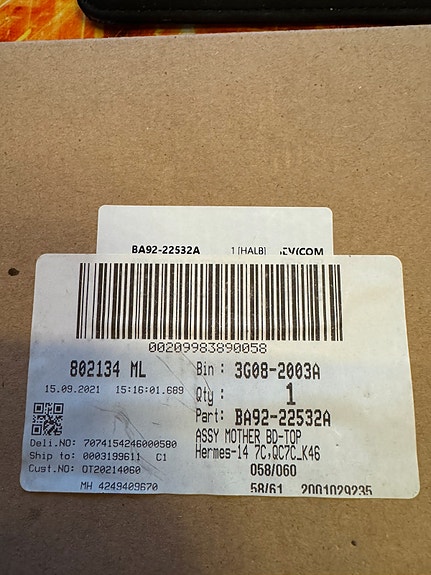 BA92-22532A 1 [HALB]
00209983890058
802134 ML
15.09.2021 15:16:01.689
Bin : 3G08-2003A
Qty : 1
Part: BA92-22532A
ASSY MOTHER BD-TOP
Hermes-14 7C,QC7C_K46
058/060
58/61 2001029235
Deli.NO: 7074154246000580
Ship to: 0003199611 C1
Cust.NO: OT20214060
MH 4249409670